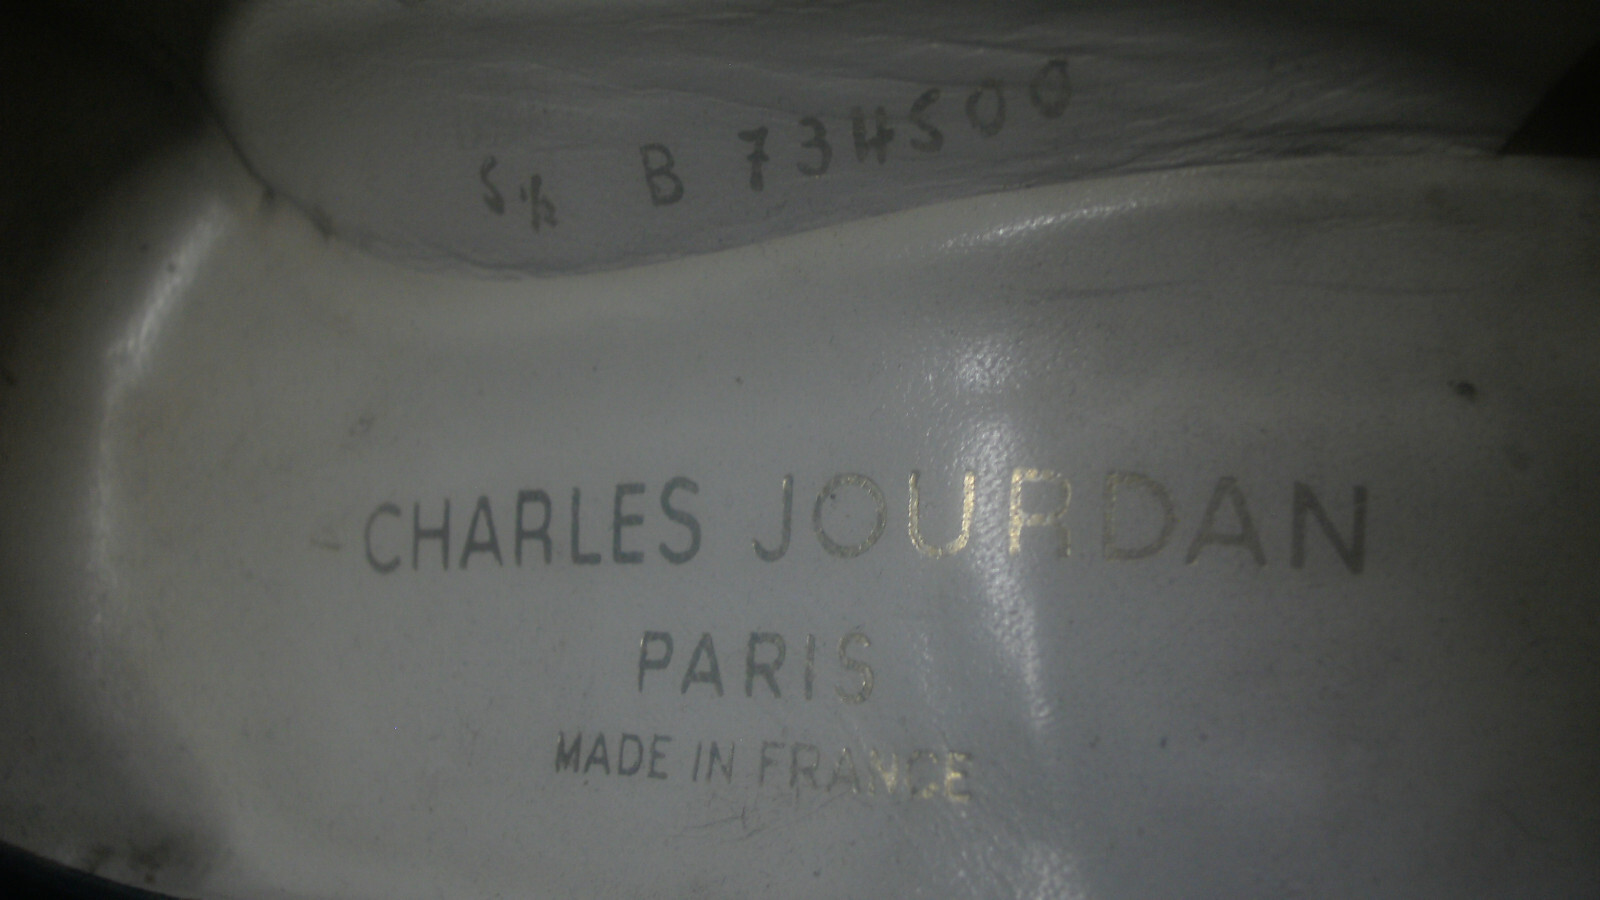 5½ B 734500
CHARLES JOURDAN
PARIS
MADE IN FRANCE